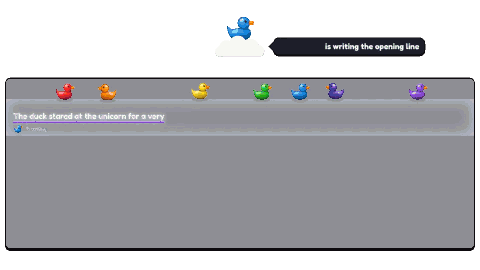 is writing the opening line
The duck stared at the unicorn for a very